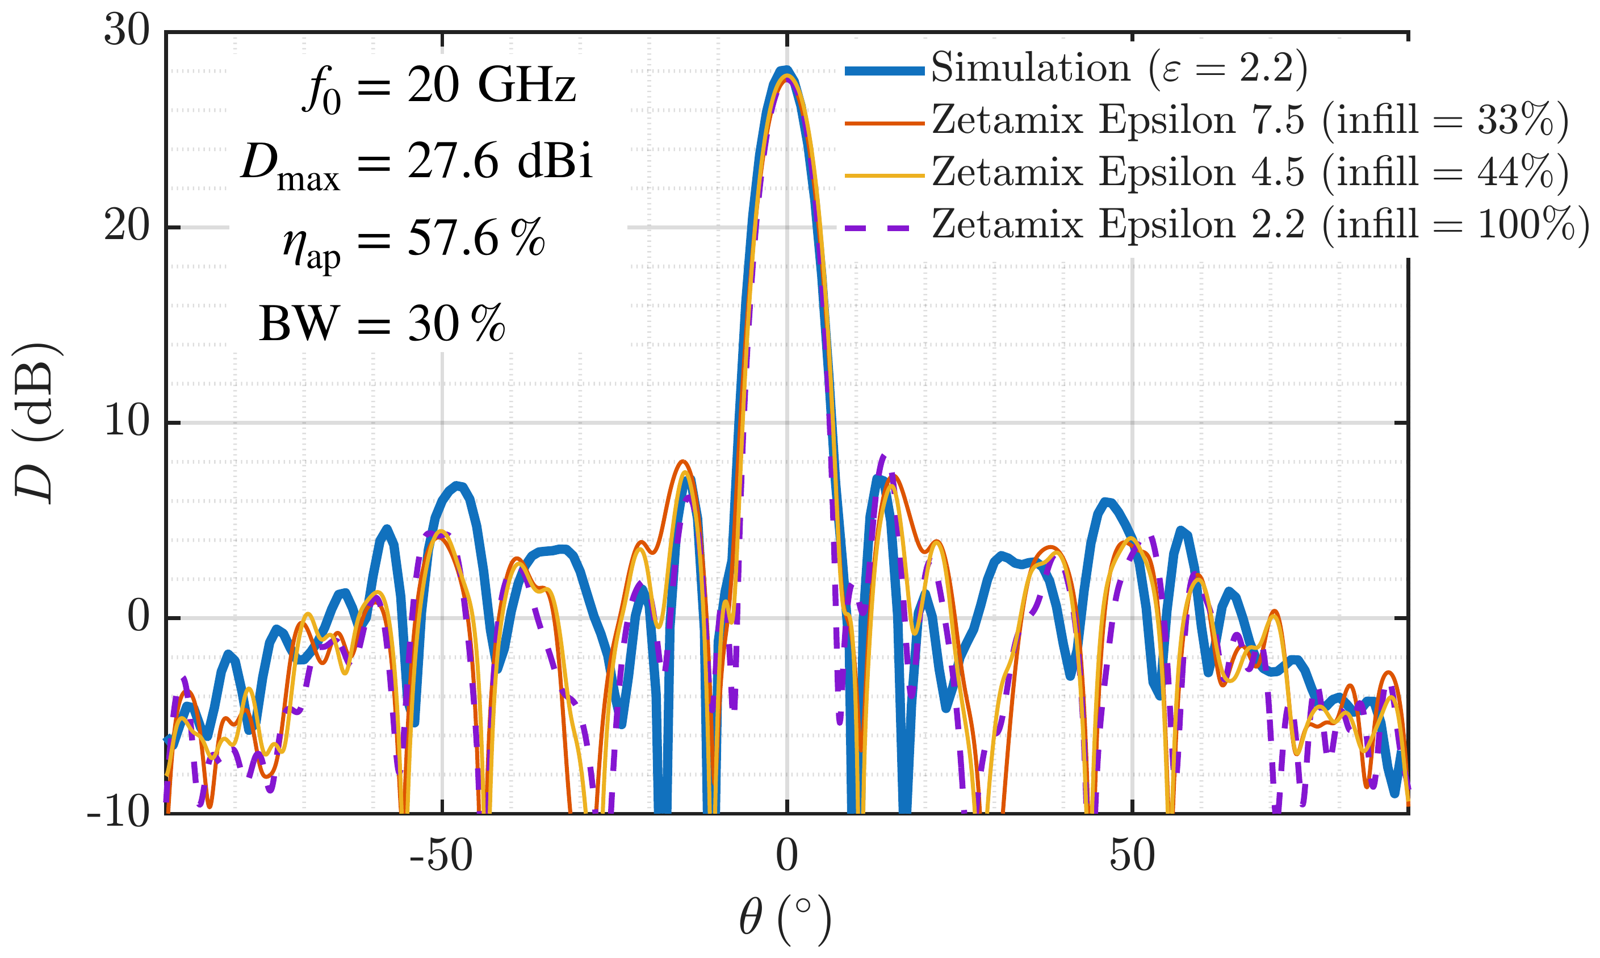 30
20
10
0
-10
-50
0
50
D (dB)
θ (°)
f₀ = 20 GHz
Dmax = 27.6 dBi
ηap = 57.6 %
BW = 30 %
Simulation (ε = 2.2)
Zetamix Epsilon 7.5 (infill = 33%)
Zetamix Epsilon 4.5 (infill = 44%)
Zetamix Epsilon 2.2 (infill = 100%)